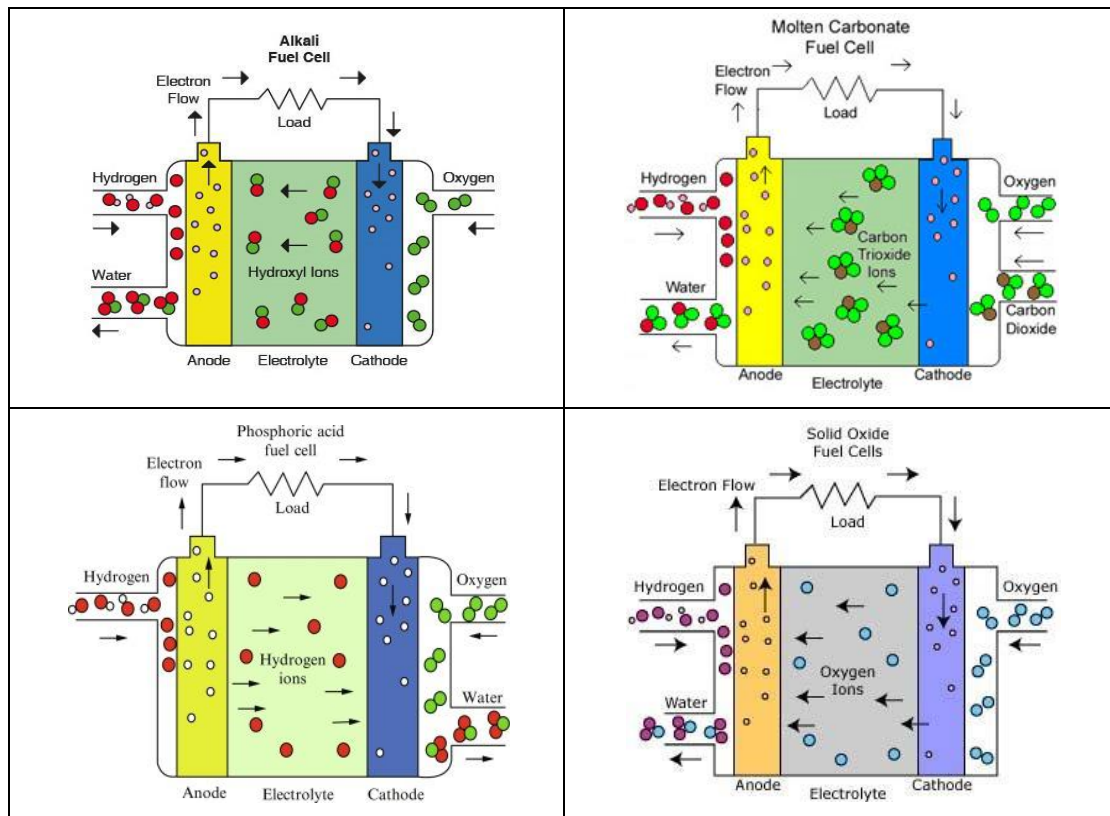 Alkali
Fuel Cell
Electron
Flow
Load
Hydrogen
Oxygen
Hydroxyl Ions
Water
Anode
Electrolyte
Cathode
Molten Carbonate
Fuel Cell
Electron
Flow
Load
Hydrogen
Oxygen
Carbon
Trioxide
Ions
Water
Carbon
Dioxide
Anode
Electrolyte
Cathode
Phosphoric acid
fuel cell
Electron
flow
Load
Hydrogen
Oxygen
Hydrogen
ions
Water
Anode
Electrolyte
Cathode
Solid Oxide
Fuel Cells
Electron Flow
Load
Hydrogen
Oxygen
Oxygen
Ions
Water
Anode
Electrolyte
Cathode